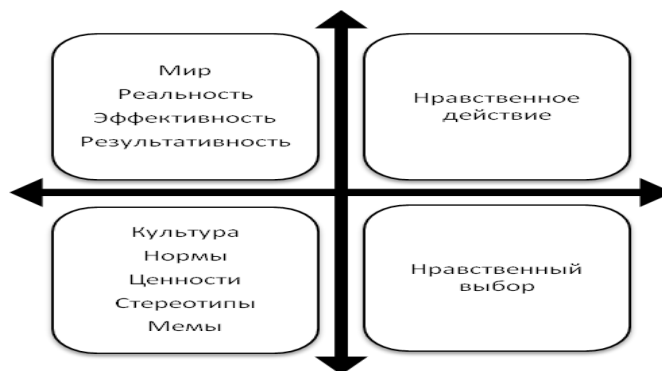 Мир
Реальность
Эффективность
Результативность
Нравственное
действие
Культура
Нормы
Ценности
Стереотипы
Мемы
Нравственный
выбор